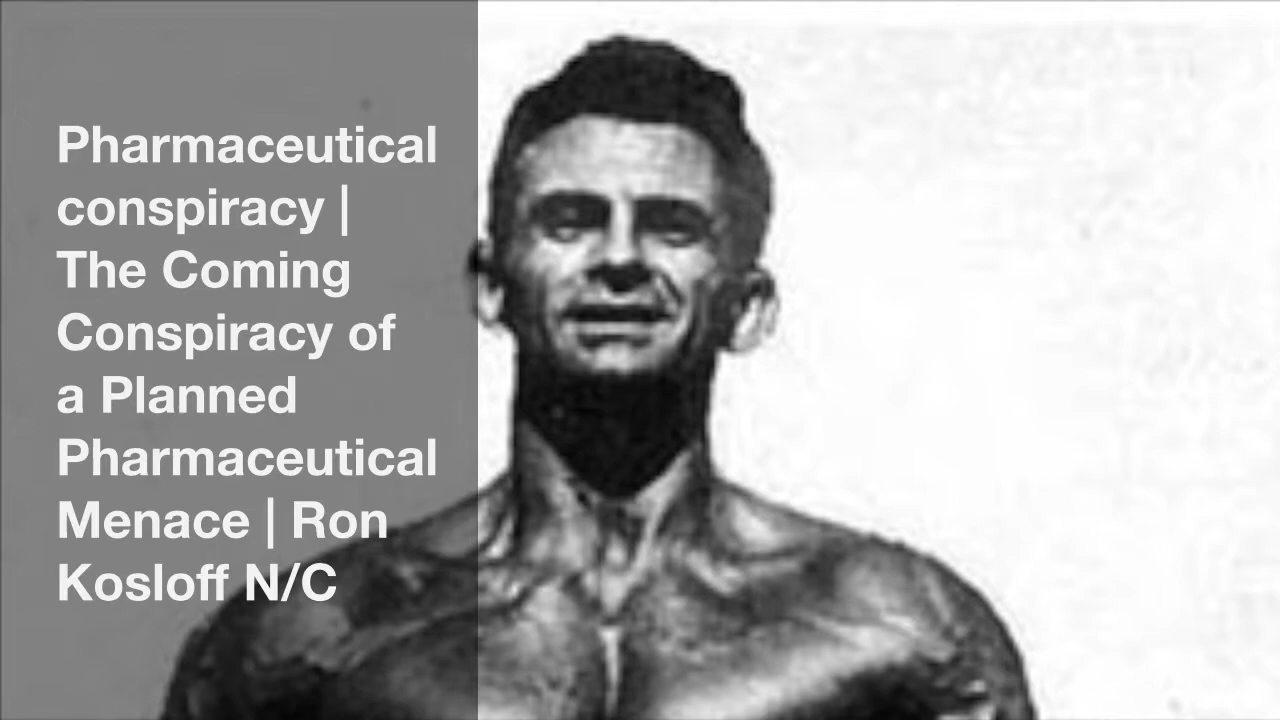 Pharmaceutical
conspiracy |
The Coming
Conspiracy of
a Planned
Pharmaceutical
Menace | Ron
Kosloff N/C